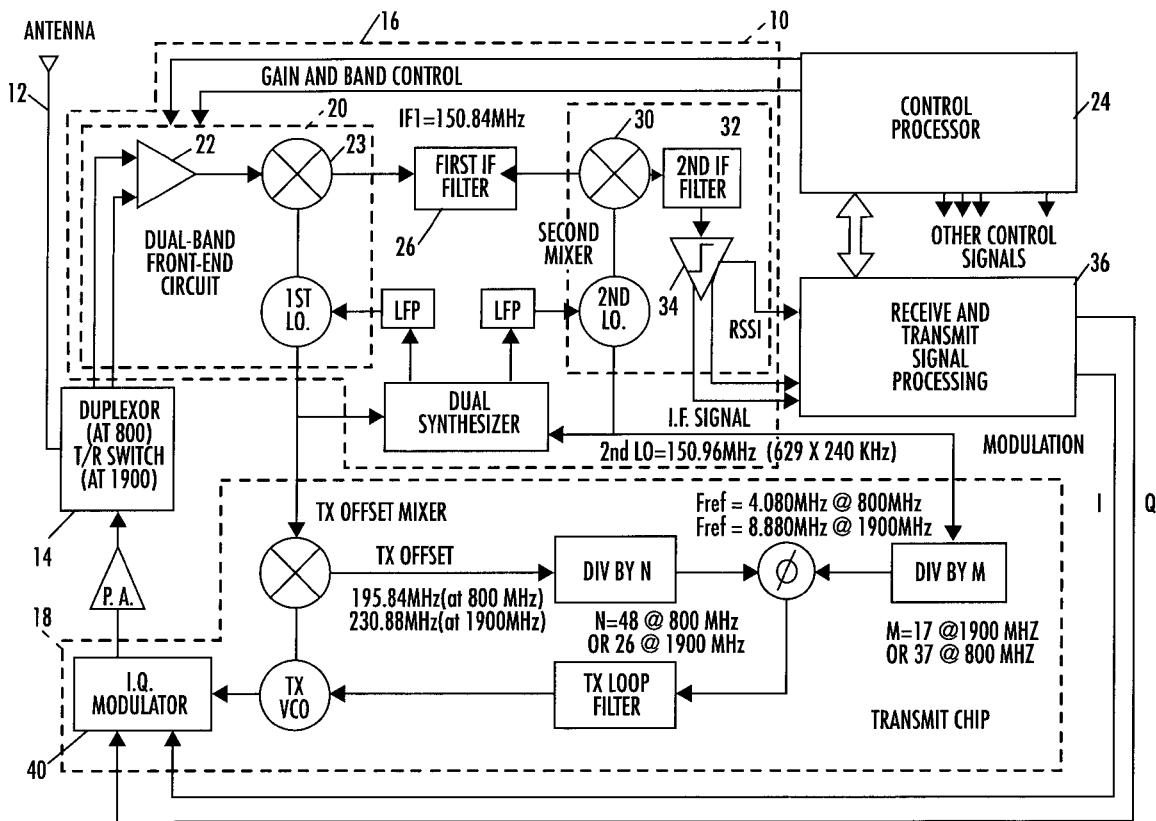 ANTENNA
16
10
12
GAIN AND BAND CONTROL
CONTROL
PROCESSOR
24
20
22
23
IF1=150.84MHz
30
32
FIRST IF
FILTER
26
2ND IF
FILTER
DUAL-BAND
FRONT-END
CIRCUIT
SECOND
MIXER
34
OTHER CONTROL
SIGNALS
36
1ST
LO.
LFP
LFP
2ND
LO.
RSSI
RECEIVE AND
TRANSMIT
SIGNAL
PROCESSING
DUAL
SYNTHESIZER
I.F. SIGNAL
DUPLEXOR
(AT 800)
T/R SWITCH
(AT 1900)
14
2nd LO=150.96MHz (629 X 240 KHz)
MODULATION
I
Q
TX OFFSET MIXER
Fref = 4.080MHz @ 800MHz
Fref = 8.880MHz @ 1900MHz
TX OFFSET
DIV BY N
Ø
DIV BY M
195.84MHz(at 800 MHz)
230.88MHz(at 1900MHz)
N=48 @ 800 MHz
OR 26 @ 1900 MHz
M=17 @1900 MHZ
OR 37 @ 800 MHZ
P. A.
18
I.Q.
MODULATOR
40
TX
VCO
TX LOOP
FILTER
TRANSMIT CHIP